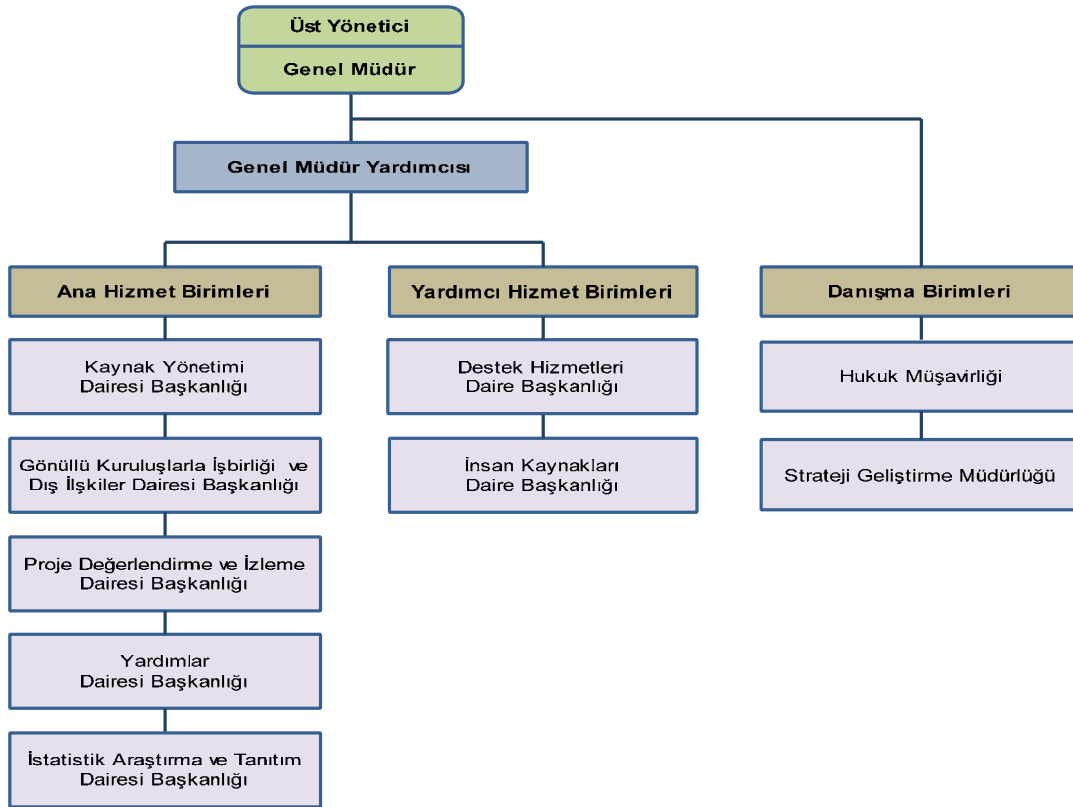 Üst Yönetici
Genel Müdür
Genel Müdür Yardımcısı
Ana Hizmet Birimleri
Kaynak Yönetimi
Dairesi Başkanlığı
Gönüllü Kuruluşlarla İşbirliği ve
Dış İlşkiler Dairesi Başkanlığı
Proje Değerlendirme ve İzleme
Dairesi Başkanlığı
Yardımlar
Dairesi Başkanlığı
İstatistik Araştırma ve Tanıtım
Dairesi Başkanlığı
Yardımcı Hizmet Birimleri
Destek Hizmetleri
Daire Başkanlığı
İnsan Kaynakları
Daire Başkanlığı
Danışma Birimleri
Hukuk Müşavirliği
Strateji Geliştirme Müdürlüğü